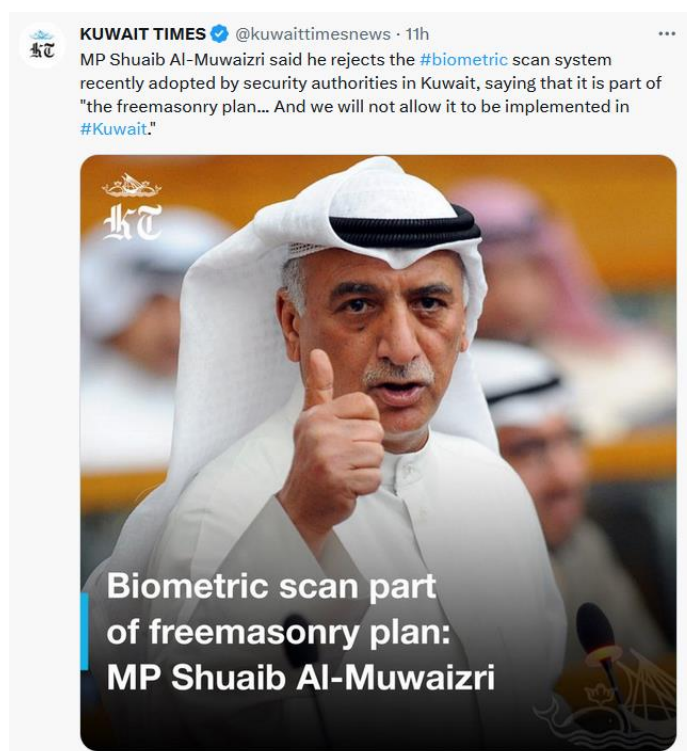 KUWAIT TIMES @kuwaittimesnews · 11h
MP Shuaib Al-Muwaizri said he rejects the #biometric scan system
recently adopted by security authorities in Kuwait, saying that it is part of
"the freemasonry plan... And we will not allow it to be implemented in
#Kuwait."
KT
Biometric scan part
of freemasonry plan:
MP Shuaib Al-Muwaizri